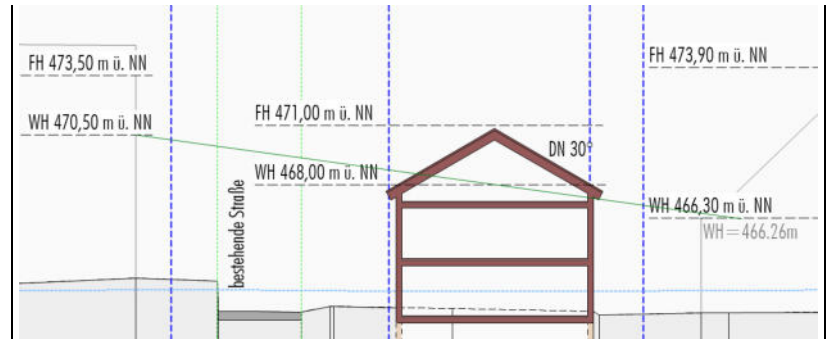 FH 473,50 m ü. NN
FH 473,90 m ü. NN
FH 471,00 m ü. NN
WH 470,50 m ü. NN
DN 30°
WH 468,00 m ü. NN
bestehende Straße
WH 466,30 m ü. NN
WH = 466.26m